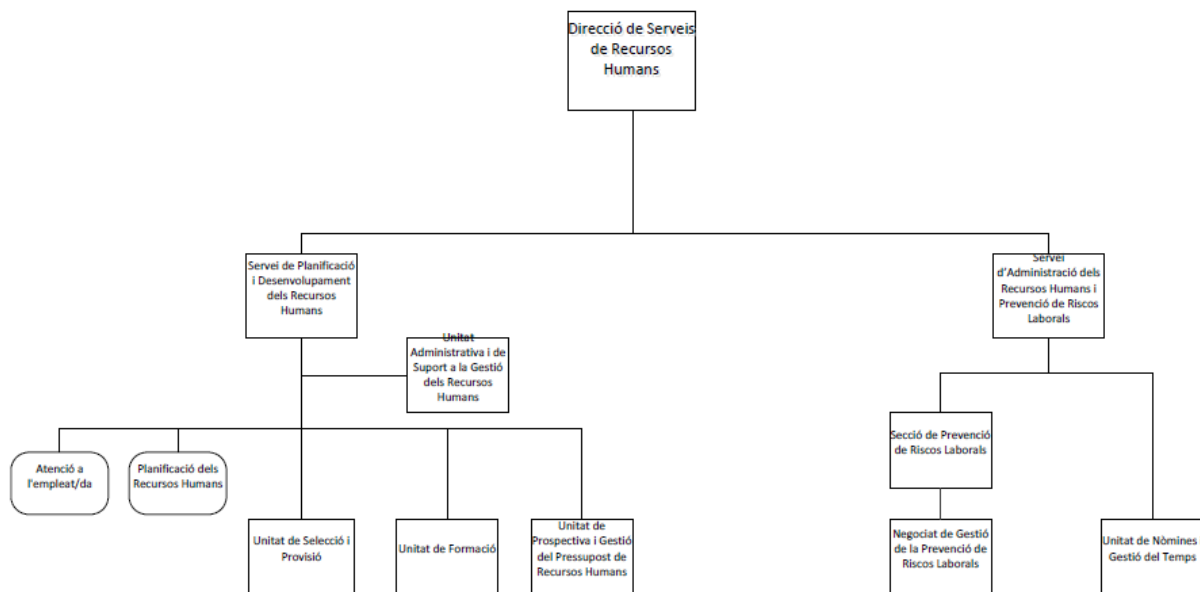 Direcció de Serveis
de Recursos
Humans
Servei de Planificació
i Desenvolupament
dels Recursos
Humans
Servei
d'Administració dels
Recursos Humans i
Prevenció de Riscos
Laborals
Unitat
Administrativa i de
Suport a la Gestió
dels Recursos
Humans
Atenció a
l'empleat/da
Planificació dels
Recursos Humans
Secció de Prevenció
de Riscos Laborals
Unitat de Selecció i
Provisió
Unitat de Formació
Unitat de
Prospectiva i Gestió
del Pressupost de
Recursos Humans
Negociat de Gestió
de la Prevenció de
Riscos Laborals
Unitat de Nòmines
Gestió del Temps